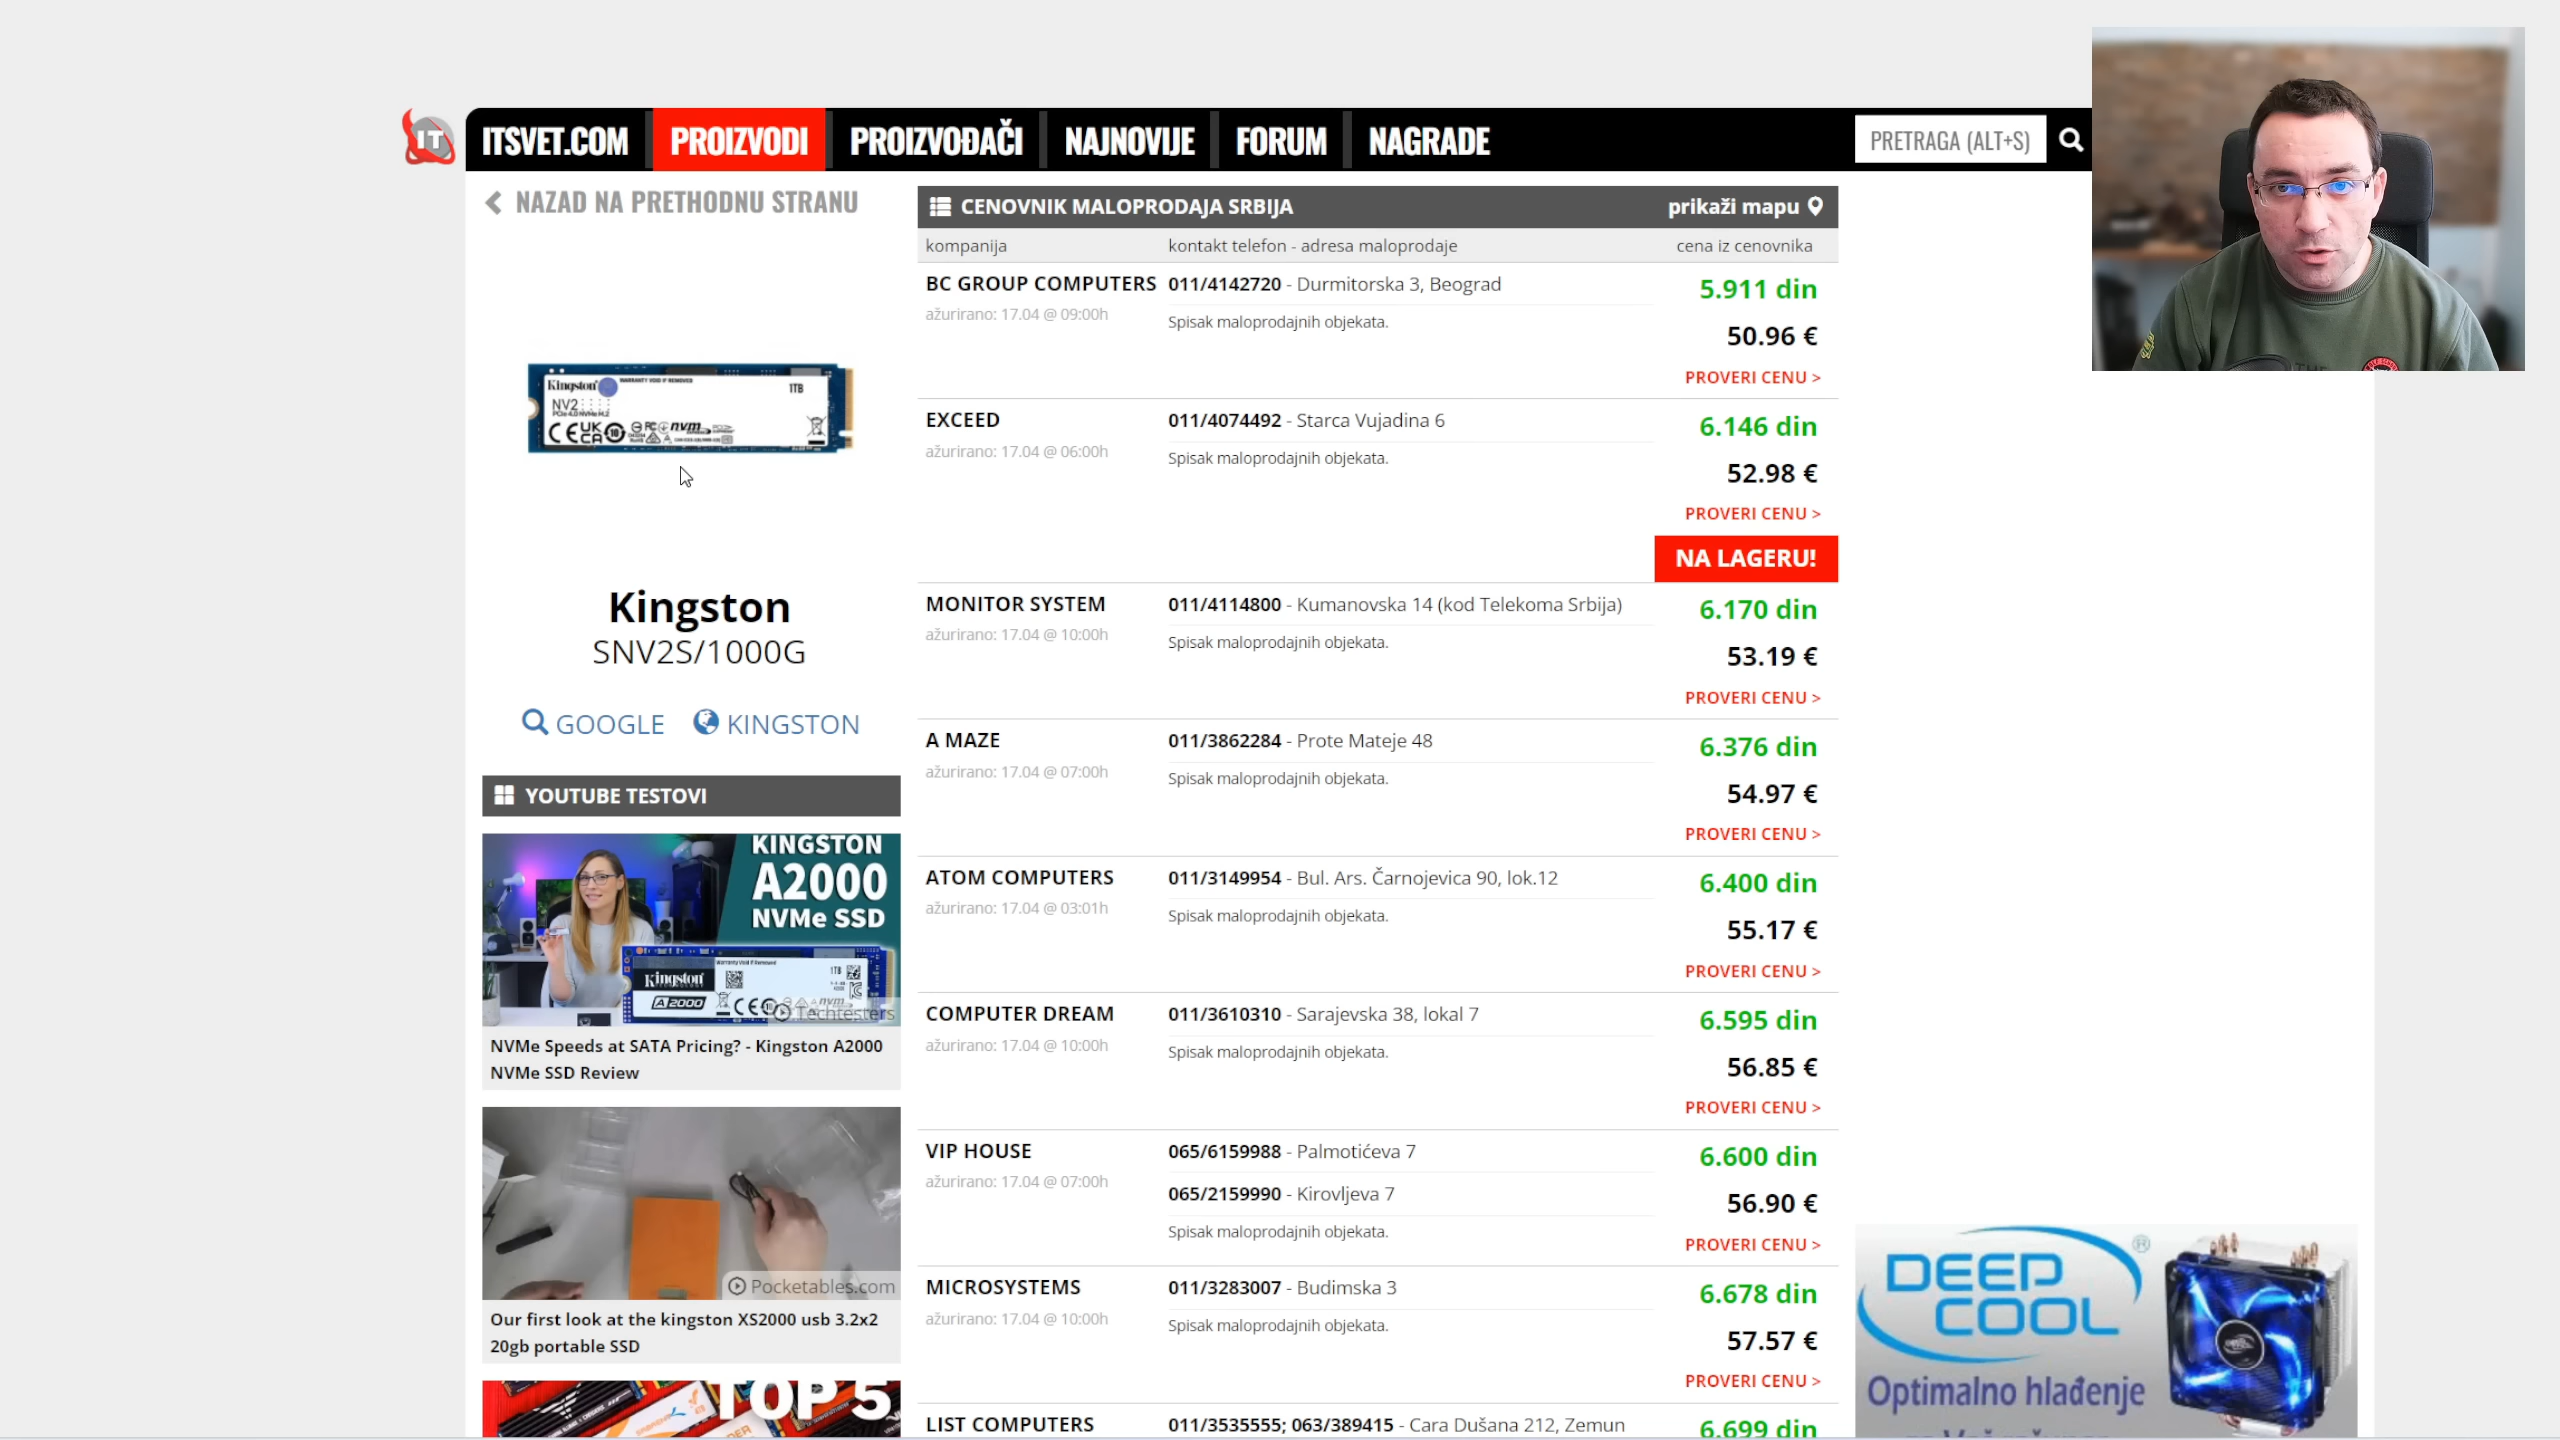 IT
ITSVET.COM
PROIZVODI
PROIZVOĐAČI
NAJNOVIJE
FORUM
NAGRADE
PRETRAGA (ALT+S)
NAZAD NA PRETHODNU STRANU
Kingston
WARRANTY VOID IF REMOVED
1TB
NV2
PCIe 4.0 NVMe M.2
Kingston
SNV2S/1000G
GOOGLE
KINGSTON
YOUTUBE TESTOVI
KINGSTON
A2000
NVMe SSD
Kingston
1TB
A2000
Techtesters
NVMe Speeds at SATA Pricing? - Kingston A2000
NVMe SSD Review
Pocketables.com
Our first look at the kingston XS2000 usb 3.2x2
20gb portable SSD
TOP 5
CENOVNIK MALOPRODAJA SRBIJA
prikaži mapu
kompanija
kontakt telefon - adresa maloprodaje
cena iz cenovnika
BC GROUP COMPUTERS
ažurirano: 17.04 @ 09:00h
011/4142720 - Durmitorska 3, Beograd
Spisak maloprodajnih objekata.
5.911 din
50.96 €
PROVERI CENU >
EXCEED
ažurirano: 17.04 @ 06:00h
011/4074492 - Starca Vujadina 6
Spisak maloprodajnih objekata.
6.146 din
52.98 €
PROVERI CENU >
NA LAGERU!
MONITOR SYSTEM
ažurirano: 17.04 @ 10:00h
011/4114800 - Kumanovska 14 (kod Telekoma Srbija)
Spisak maloprodajnih objekata.
6.170 din
53.19 €
PROVERI CENU >
A MAZE
ažurirano: 17.04 @ 07:00h
011/3862284 - Prote Mateje 48
Spisak maloprodajnih objekata.
6.376 din
54.97 €
PROVERI CENU >
ATOM COMPUTERS
ažurirano: 17.04 @ 03:01h
011/3149954 - Bul. Ars. Čarnojevica 90, lok.12
Spisak maloprodajnih objekata.
6.400 din
55.17 €
PROVERI CENU >
COMPUTER DREAM
ažurirano: 17.04 @ 10:00h
011/3610310 - Sarajevska 38, lokal 7
Spisak maloprodajnih objekata.
6.595 din
56.85 €
PROVERI CENU >
VIP HOUSE
ažurirano: 17.04 @ 07:00h
065/6159988 - Palmotićeva 7
065/2159990 - Kirovljeva 7
Spisak maloprodajnih objekata.
6.600 din
56.90 €
PROVERI CENU >
MICROSYSTEMS
ažurirano: 17.04 @ 10:00h
011/3283007 - Budimska 3
Spisak maloprodajnih objekata.
6.678 din
57.57 €
PROVERI CENU >
LIST COMPUTERS
011/3535555; 063/389415 - Cara Dušana 212, Zemun
6.699 din
DEEP
COOL
Optimalno hlađenje